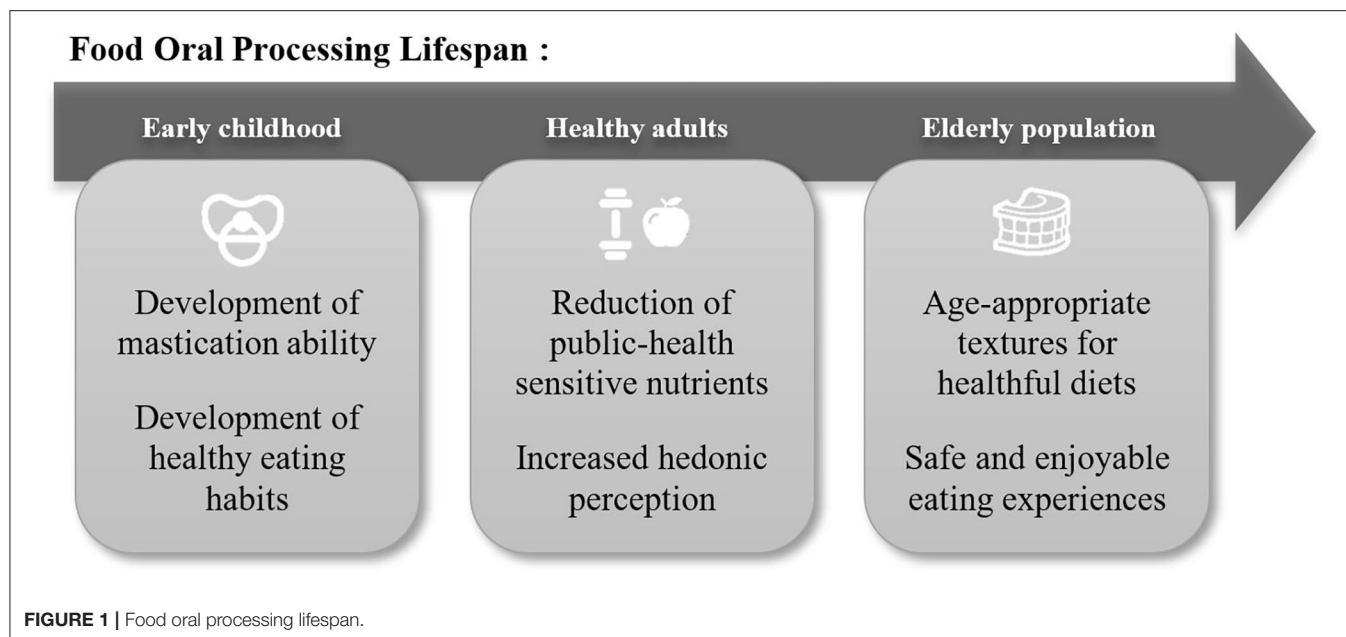 Food Oral Processing Lifespan :
Early childhood
Healthy adults
Elderly population
Development of
mastication ability
Development of
healthy eating
habits
Reduction of
public-health
sensitive nutrients
Increased hedonic
perception
Age-appropriate
textures for
healthful diets
Safe and enjoyable
eating experiences
FIGURE 1 | Food oral processing lifespan.